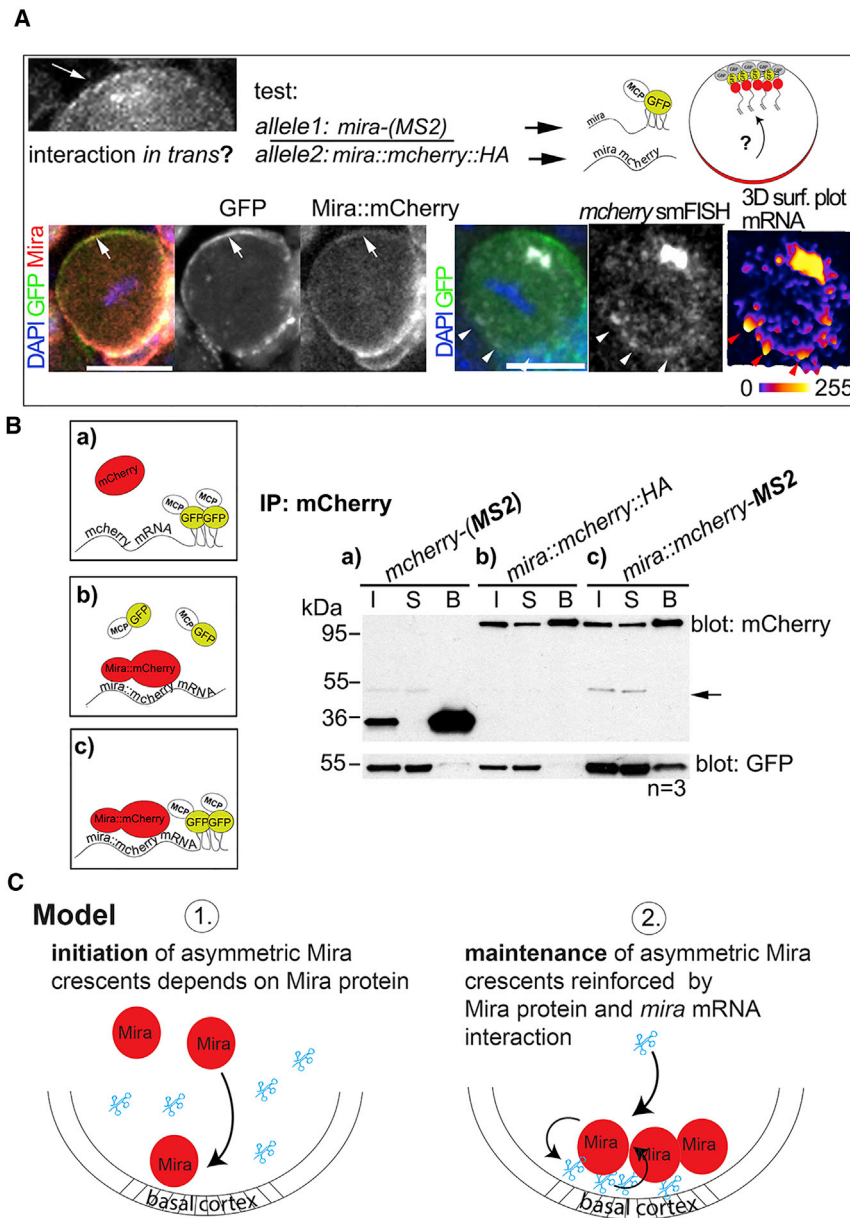 A
interaction in trans?
test:
allele1: mira-(MS2)
allele2: mira::mcherry::HA
MCP
GFP
mira
mira mcherry
GBP GBP GBP GBP
?
GFP
Mira::mCherry
mcherry smFISH
3D surf. plot
mRNA
DAPI GFP Mira
DAPI GFP
0 255
B
a)
mCherry
MCP MCP
GFP GFP
mcherry mRNA
b)
MCP GFP
MCP GFP
Mira::mCherry
mira::mcherry mRNA
c)
MCP MCP
Mira::mCherry GFP GFP
mira::mcherry mRNA
IP: mCherry
a) mcherry-(MS2)
b) mira::mcherry::HA
c) mira::mcherry-MS2
kDa I S B I S B I S B
95 blot: mCherry
55
36
55 blot: GFP
n=3
C
Model
1.
initiation of asymmetric Mira
crescents depends on Mira protein
Mira
Mira
Mira
basal cortex
2.
maintenance of asymmetric Mira
crescents reinforced by
Mira protein and mira mRNA
interaction
Mira Mira Mira
basal cortex